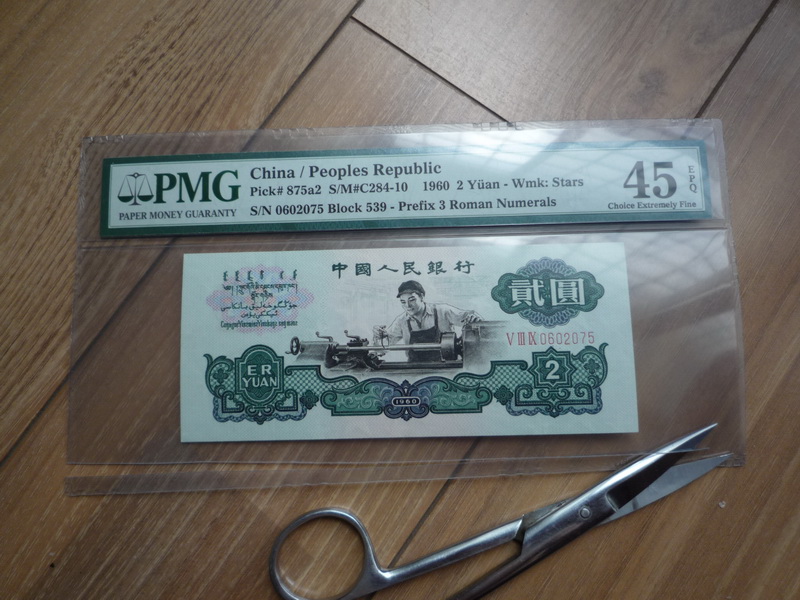 PMG
PAPER MONEY GUARANTY
China / Peoples Republic
Pick# 875a2 S/M#C284-10 1960 2 Yüan - Wmk: Stars
S/N 0602075 Block 539 - Prefix 3 Roman Numerals
45
EPQ
Choice Extremely Fine
中國人民銀行
貳圓
V III IX 0602075
ER
YUAN
1960
2